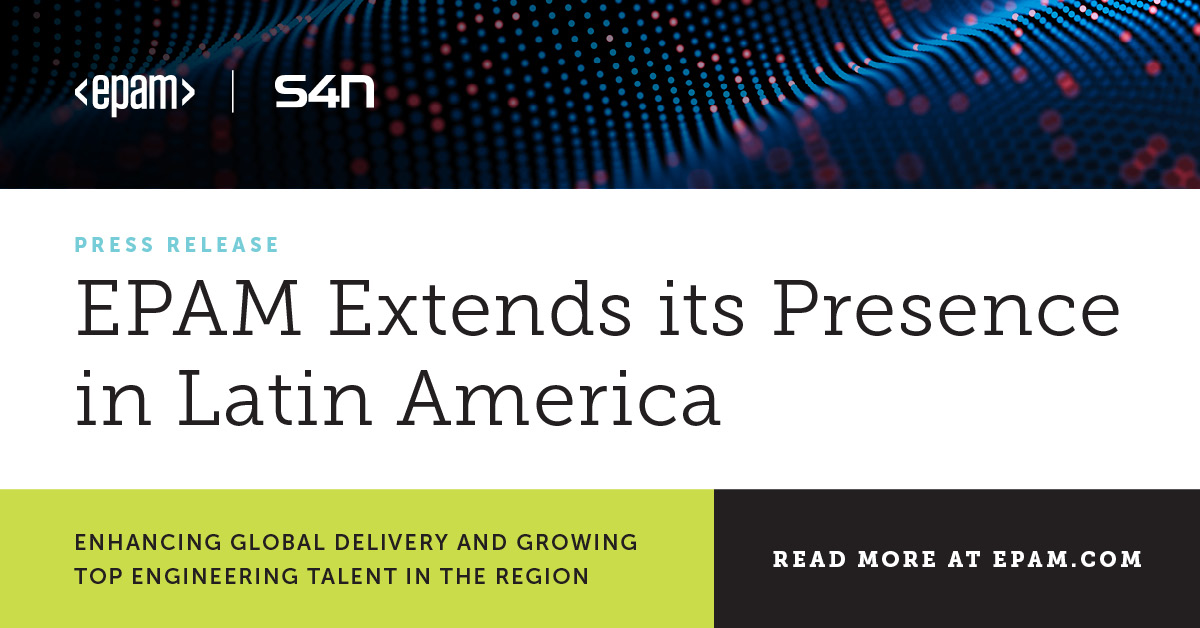 <epam> | S4N
PRESS RELEASE
EPAM Extends its Presence
in Latin America
ENHANCING GLOBAL DELIVERY AND GROWING
TOP ENGINEERING TALENT IN THE REGION
READ MORE AT EPAM.COM